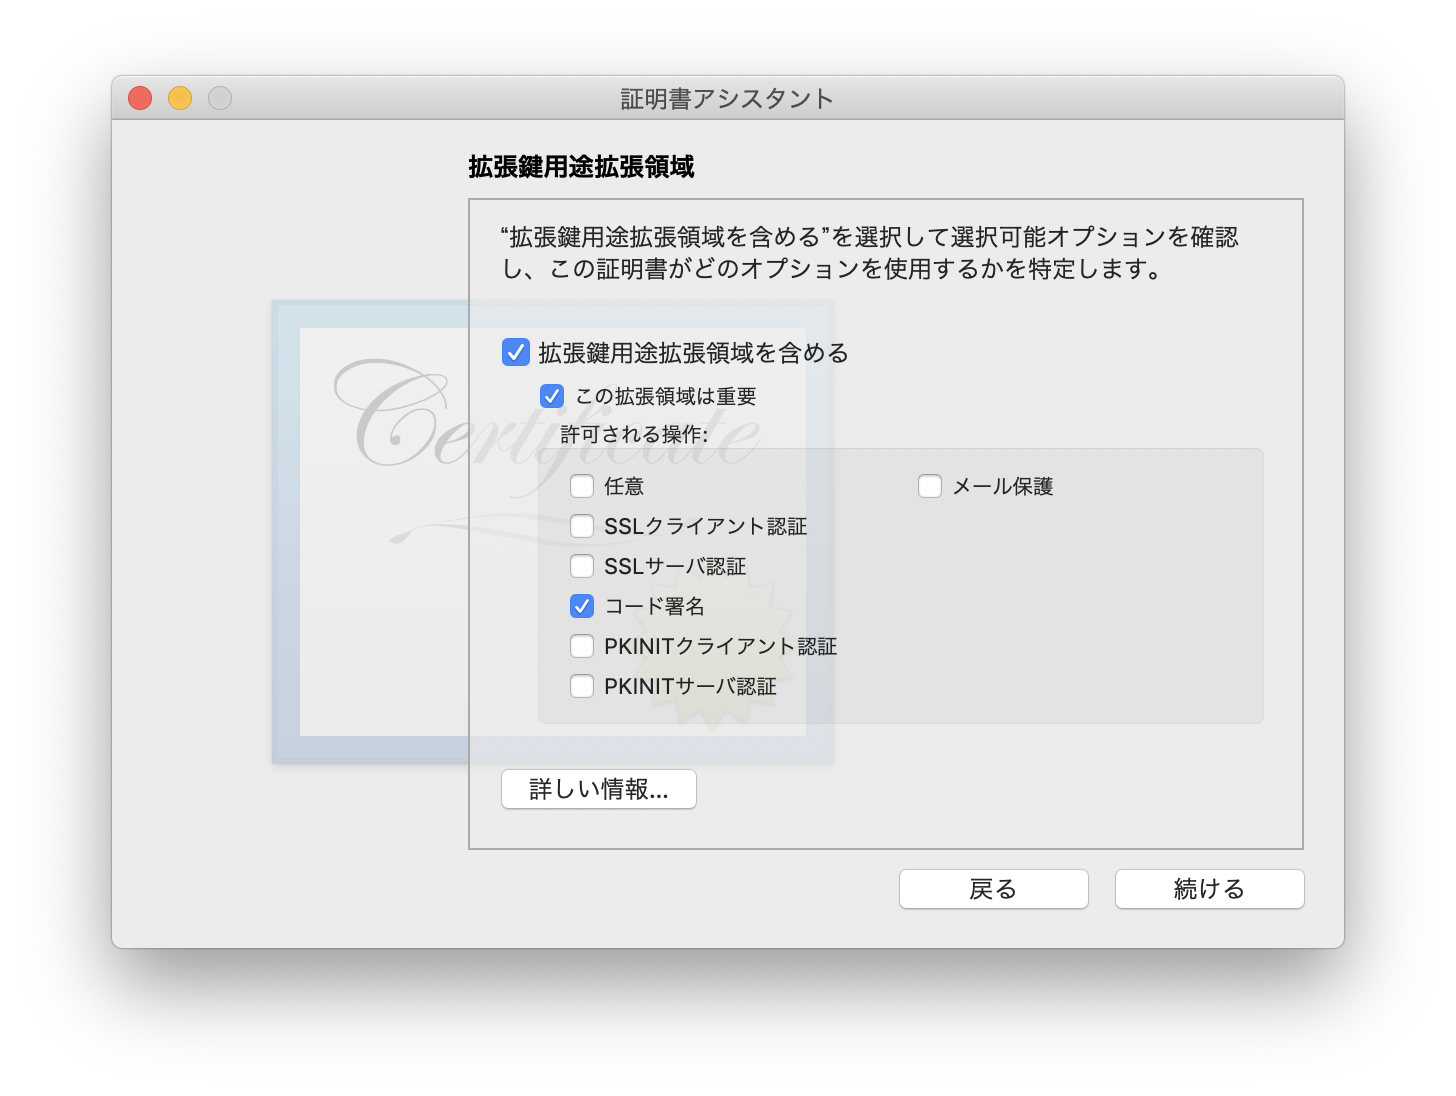 証明書アシスタント
拡張鍵用途拡張領域
“拡張鍵用途拡張領域を含める”を選択して選択可能オプションを確認
し、この証明書がどのオプションを使用するかを特定します。
拡張鍵用途拡張領域を含める
この拡張領域は重要
Certificate
許可される操作:
任意
メール保護
SSLクライアント認証
SSLサーバ認証
コード署名
PKINITクライアント認証
PKINITサーバ認証
詳しい情報...
戻る
続ける